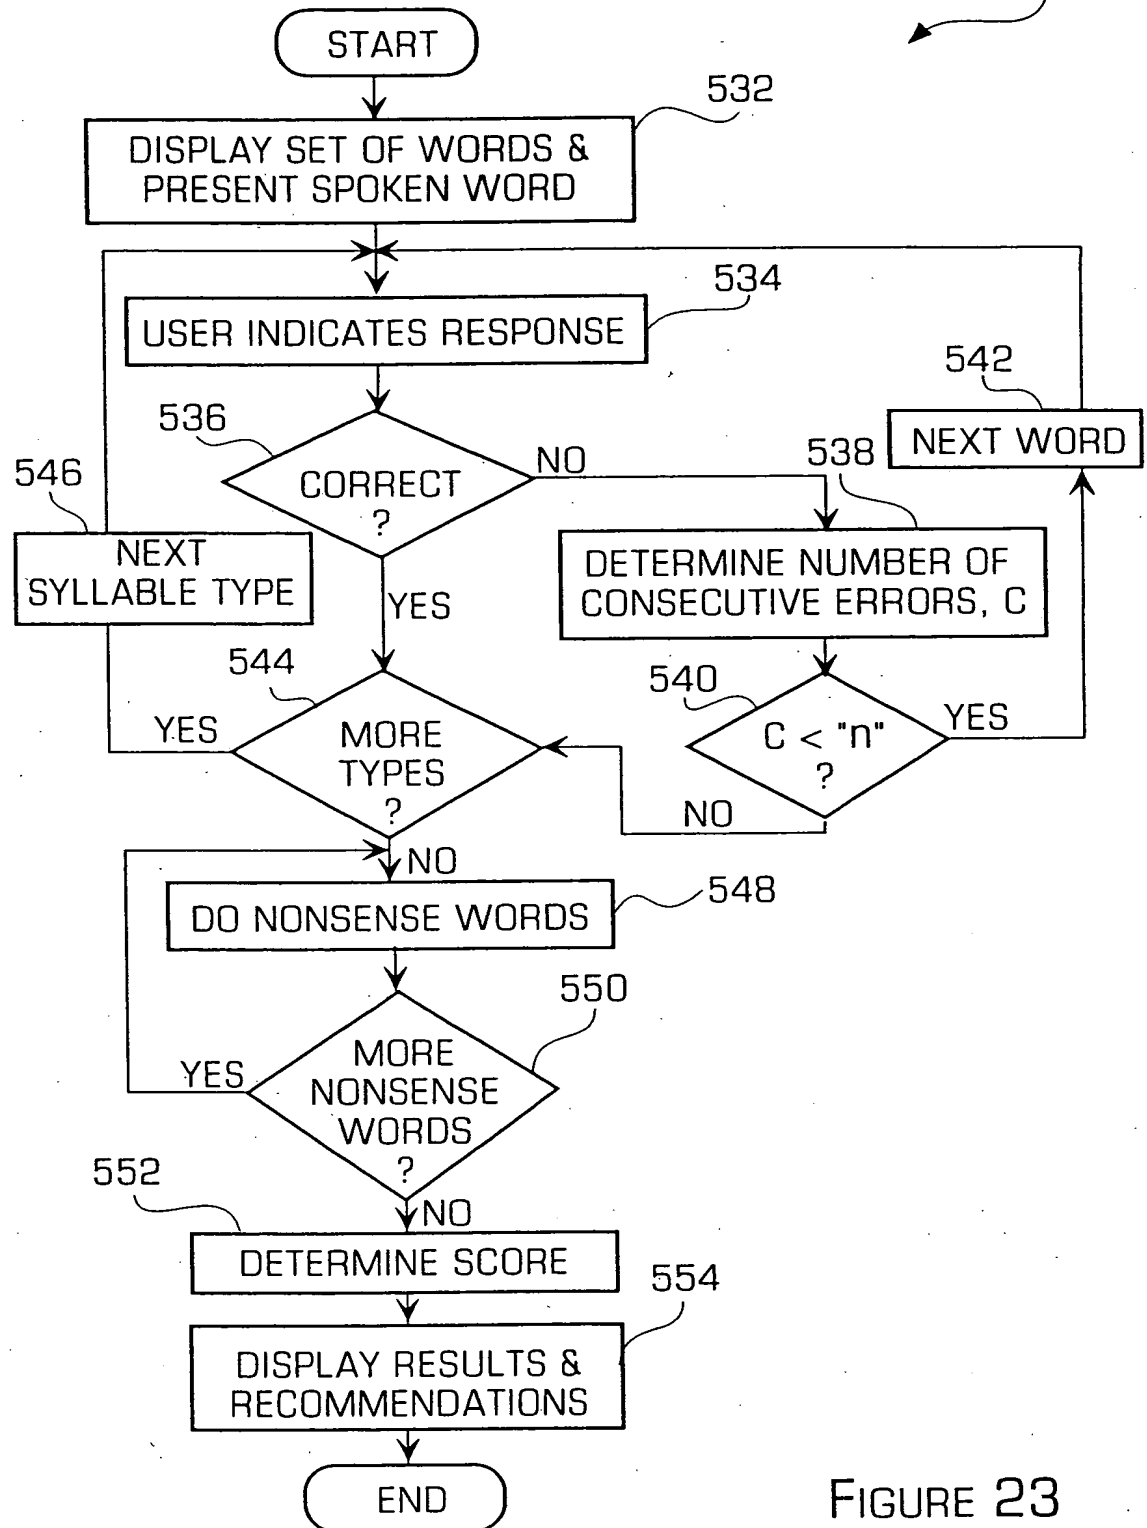 START
532
DISPLAY SET OF WORDS &
PRESENT SPOKEN WORD
534
USER INDICATES RESPONSE
542
NEXT WORD
536
CORRECT
?
NO
538
546
NEXT
SYLLABLE TYPE
DETERMINE NUMBER OF
CONSECUTIVE ERRORS, C
YES
544
540
YES
MORE
TYPES
?
C < "n"
?
YES
NO
NO
DO NONSENSE WORDS
548
550
MORE
NONSENSE
WORDS
?
YES
552
NO
DETERMINE SCORE
554
DISPLAY RESULTS &
RECOMMENDATIONS
END
FIGURE 23